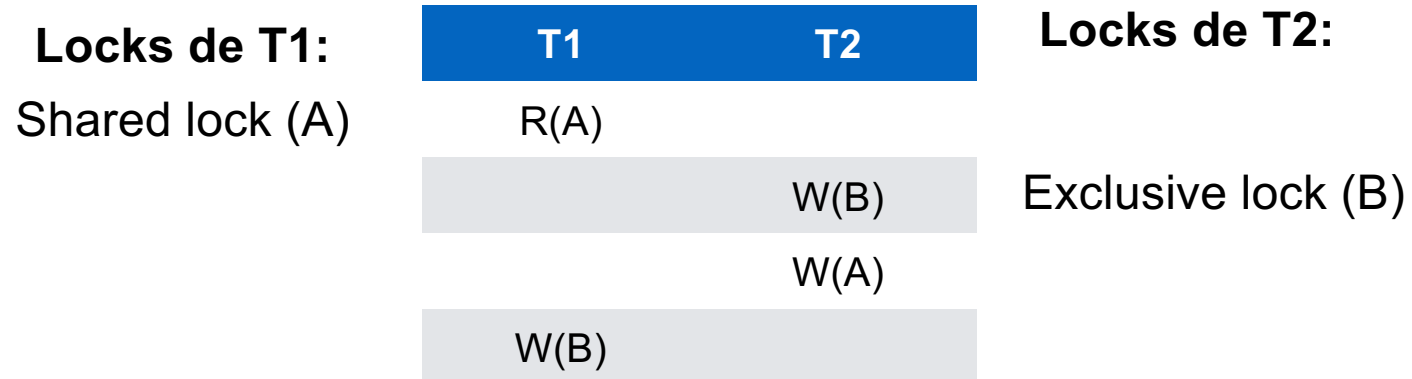 Locks de T1:
T1 T2
Locks de T2:
Shared lock (A)
R(A)
W(B)
Exclusive lock (B)
W(A)
W(B)